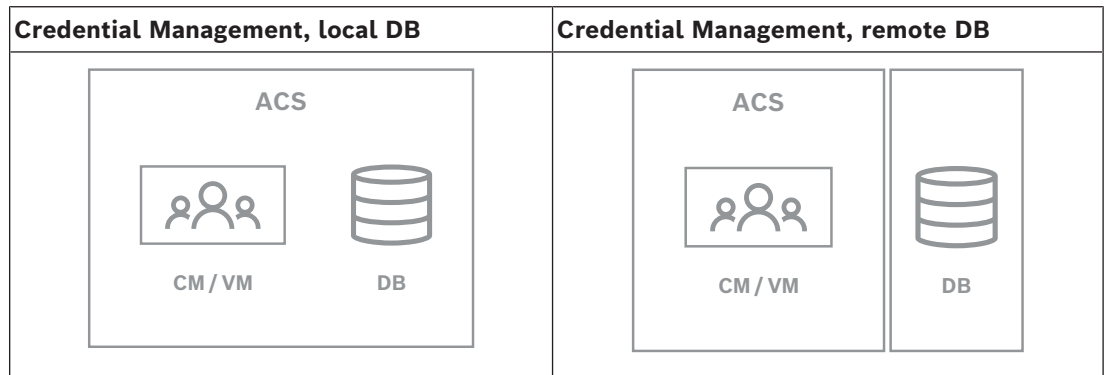 Credential Management, local DB
Credential Management, remote DB
ACS
CM / VM
DB
ACS
CM / VM
DB